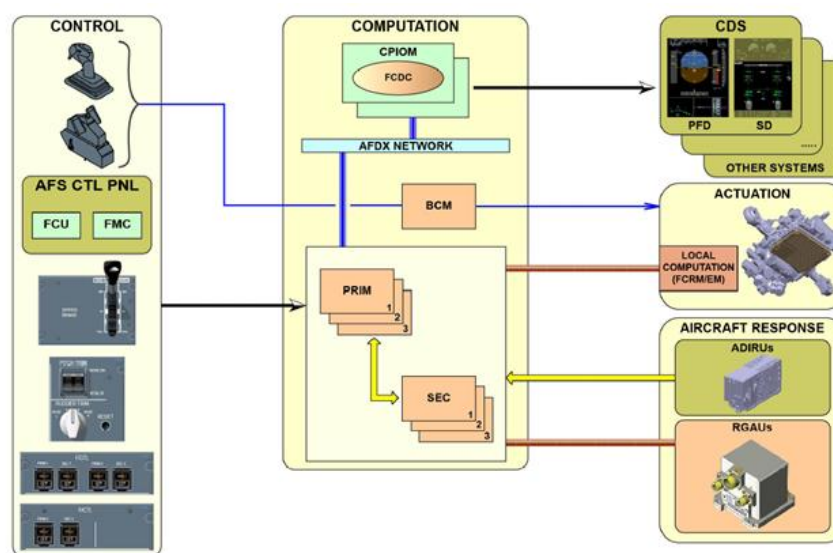 CONTROL
AFS CTL PNL
FCU
FMC
RESET
COMPUTATION
CPIOM
FCDC
AFDX NETWORK
BCM
PRIM
1
2
3
SEC
1
2
3
CDS
PFD
SD
.....
OTHER SYSTEMS
ACTUATION
LOCAL
COMPUTATION
(FCRM/EM)
AIRCRAFT RESPONSE
ADIRUs
RGAUs